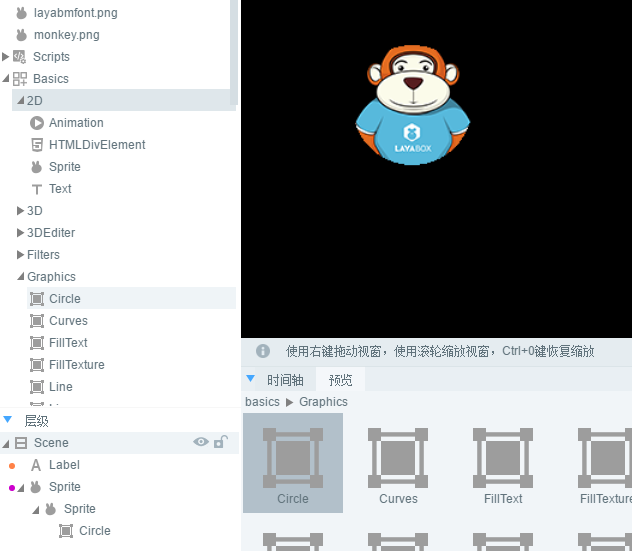 layabmfont.png
monkey.png
Scripts
Basics
2D
Animation
HTMLDivElement
Sprite
Text
3D
3DEditer
Filters
Graphics
Circle
Curves
FillText
FillTexture
Line
层级
Scene
Label
Sprite
Sprite
Circle
LAYABOX
使用右键拖动视窗，使用滚轮缩放视窗，Ctrl+0键恢复缩放
时间轴 预览
basics Graphics
Circle Curves FillText FillTexture